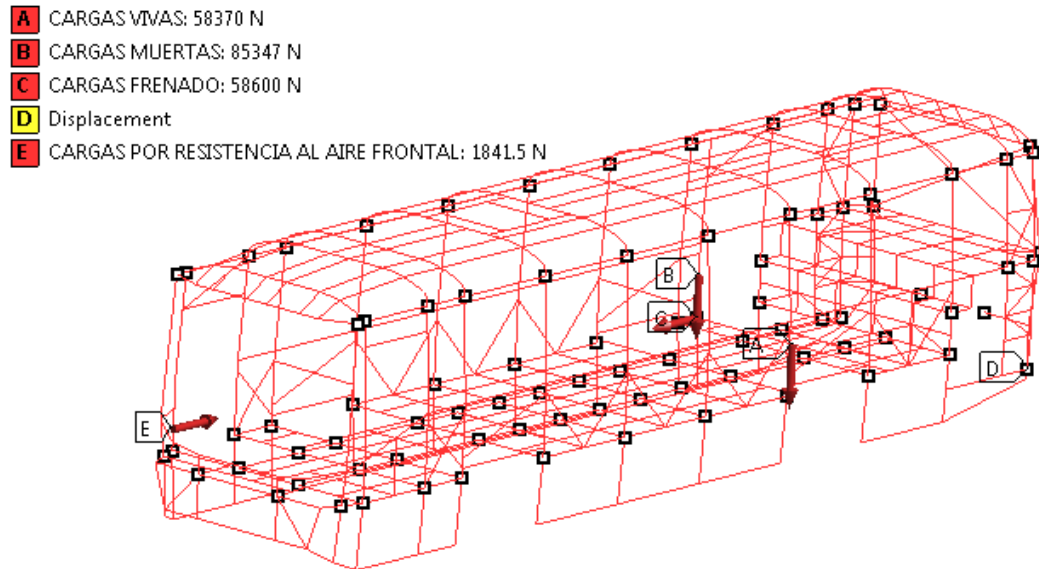 A CARGAS VIVAS: 58370 N
B CARGAS MUERTAS: 85347 N
C CARGAS FRENADO: 58600 N
D Displacement
E CARGAS POR RESISTENCIA AL AIRE FRONTAL: 1841.5 N
B
C
A
D
E